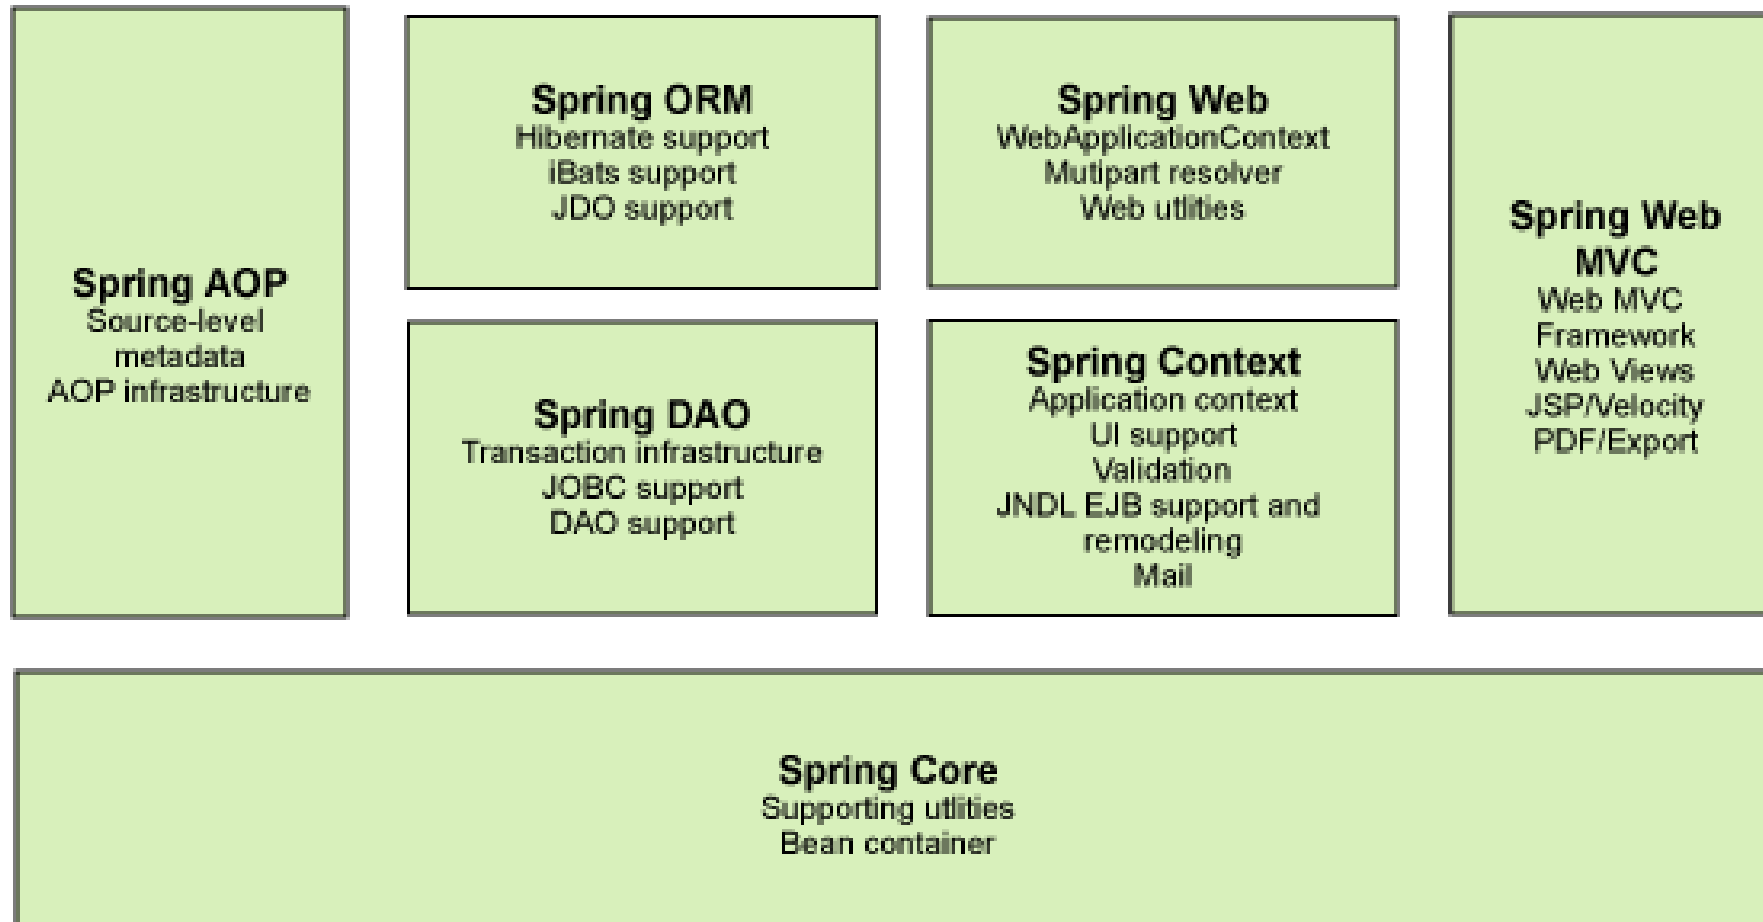 Spring AOP
Source-level
metadata
AOP infrastructure
Spring ORM
Hibernate support
iBats support
JDO support
Spring DAO
Transaction infrastructure
JOBC support
DAO support
Spring Web
WebApplicationContext
Mutipart resolver
Web utlities
Spring Context
Application context
UI support
Validation
JNDL EJB support and
remodeling
Mail
Spring Web
MVC
Web MVC
Framework
Web Views
JSP/Velocity
PDF/Export
Spring Core
Supporting utlities
Bean container